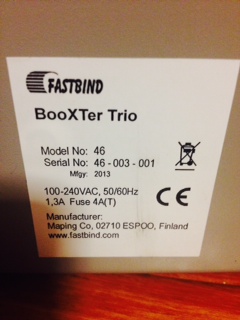 FASTBIND
BooXTer Trio
Model No: 46
Serial No: 46-003-001
Mfgy: 2013
100-240VAC, 50/60Hz
1,3A Fuse 4A(T)
CE
Manufacturer:
Maping Co, 02710 ESPOO, Finland
www.fastbind.com